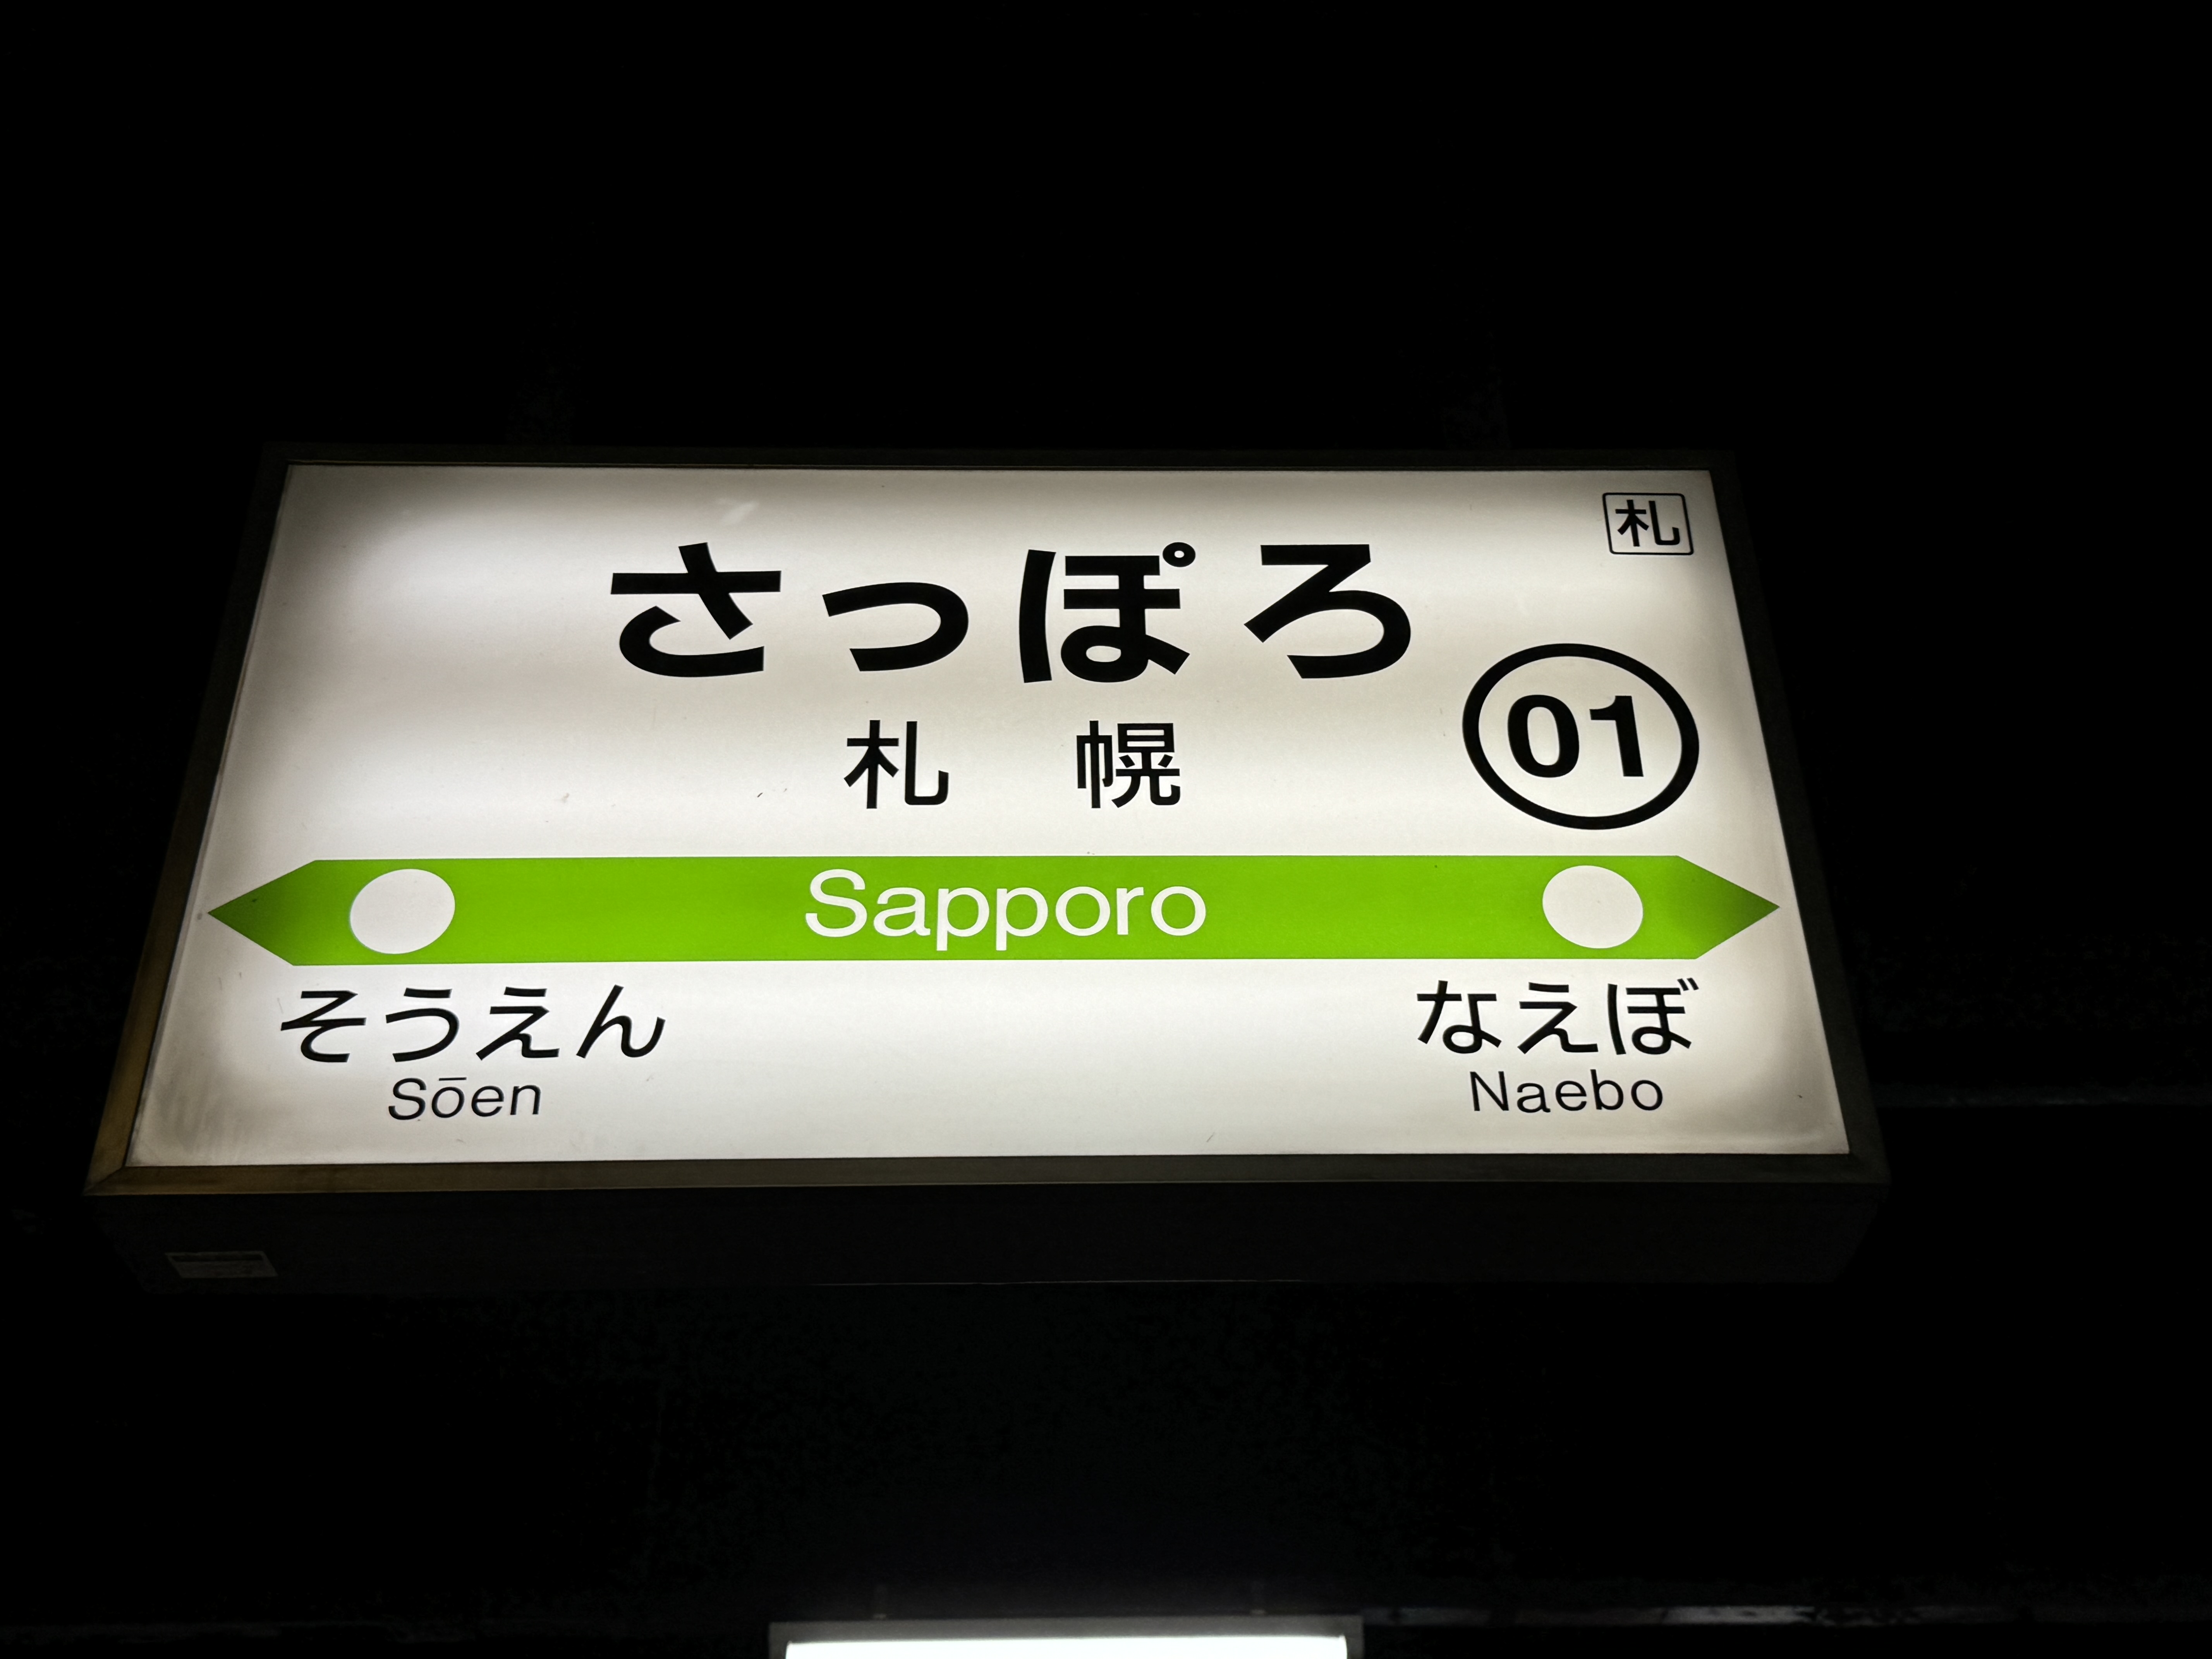 札
さっぽろ
札 幌
01
Sapporo
そうえん
Sōen
なえぼ
Naebo